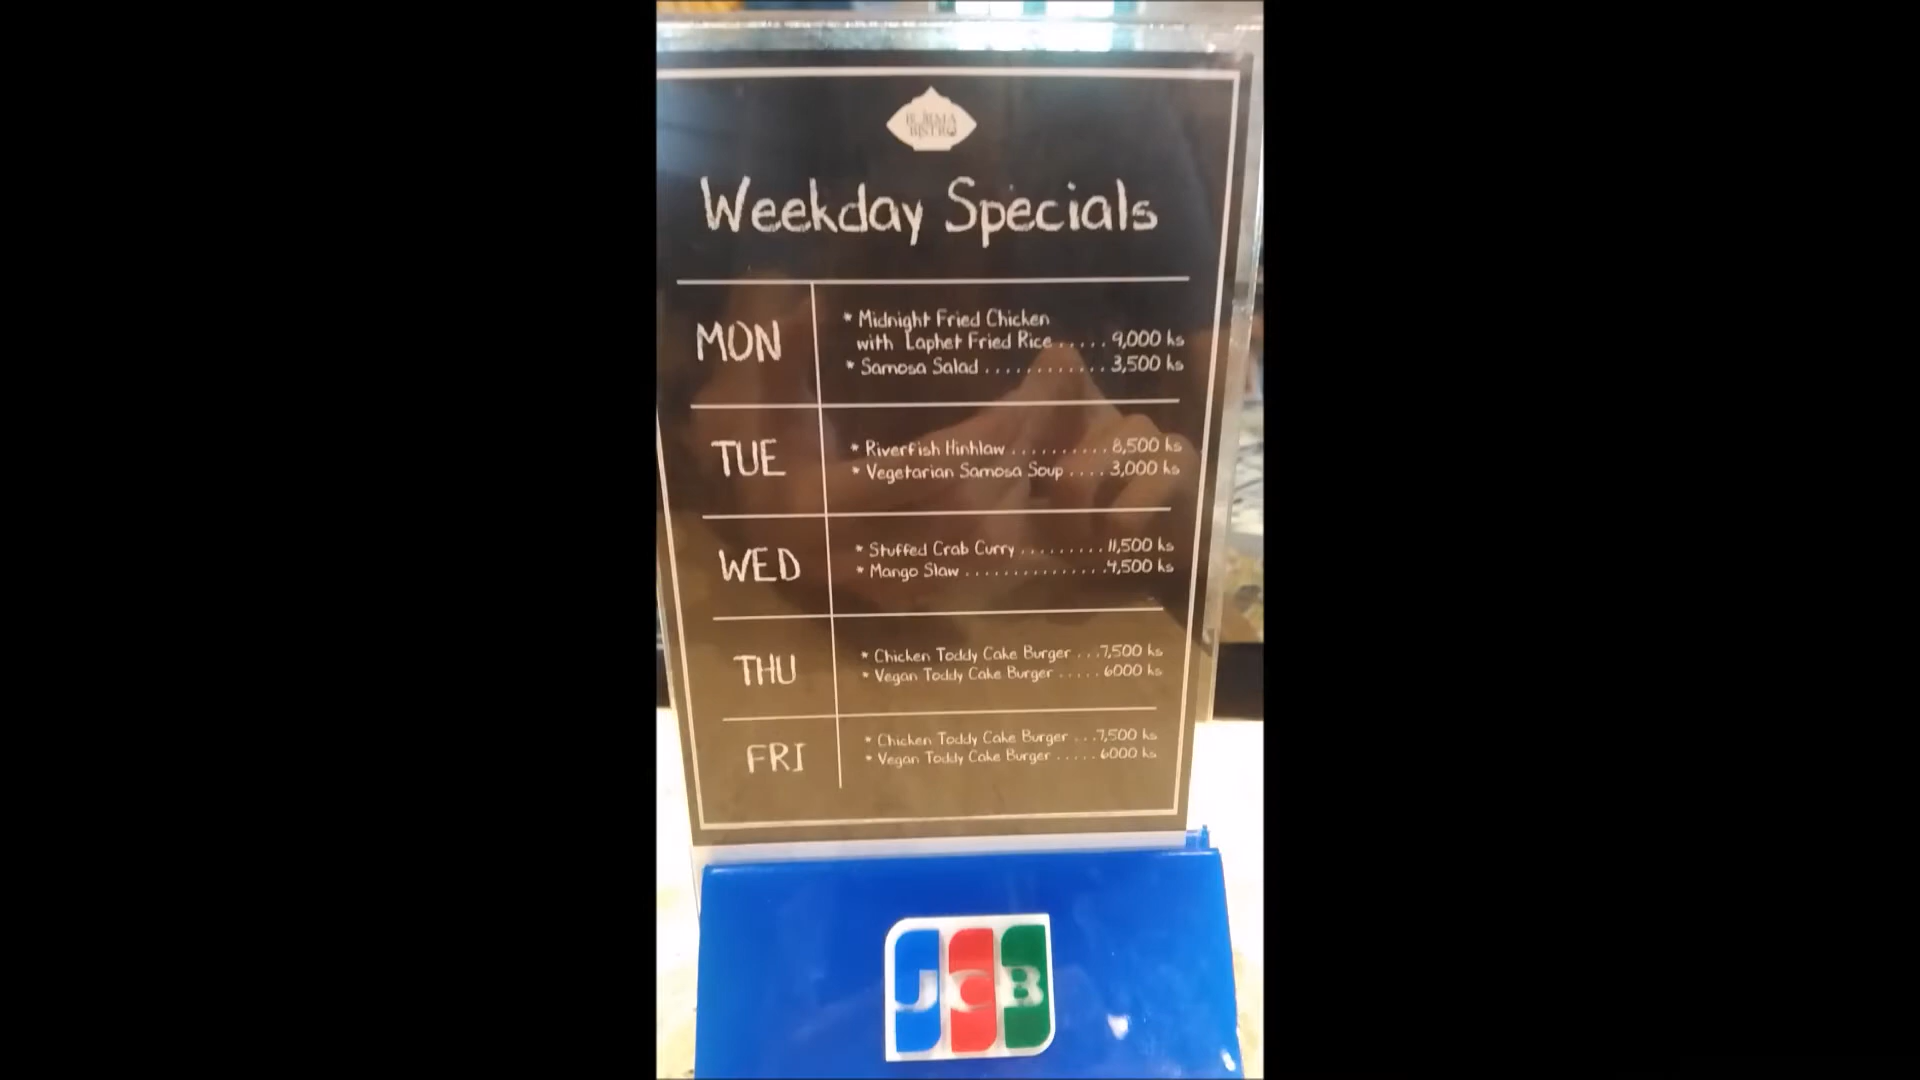 BURMA
BISTRO
Weekday Specials
MON
* Midnight Fried Chicken
with Laphet Fried Rice ..... 9,000 ks
* Samosa Salad ............ 3,500 ks
TUE
* Riverfish Hinhlaw .......... 8,500 ks
* Vegetarian Samosa Soup .... 3,000 ks
WED
* Stuffed Crab Curry ......... 11,500 ks
* Mango Slaw ............... 4,500 ks
THU
* Chicken Toddy Cake Burger ... 7,500 ks
* Vegan Toddy Cake Burger ..... 6000 ks
FRI
* Chicken Toddy Cake Burger ... 7,500 ks
* Vegan Toddy Cake Burger ..... 6000 ks
JCB